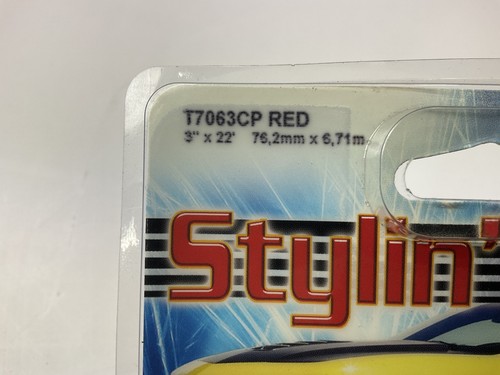 T7063CP RED
3" x 22' 76,2mm x 6,71m
Stylin'